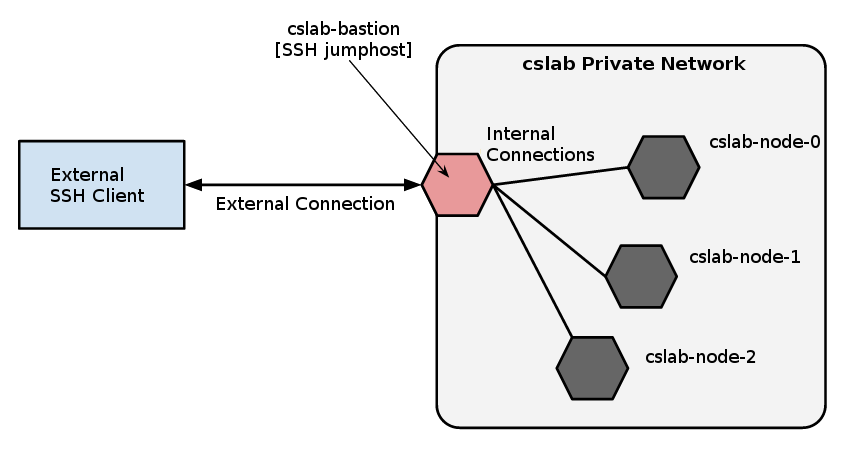 cslab-bastion
[SSH jumphost]
cslab Private Network
External
SSH Client
External Connection
Internal
Connections
cslab-node-0
cslab-node-1
cslab-node-2